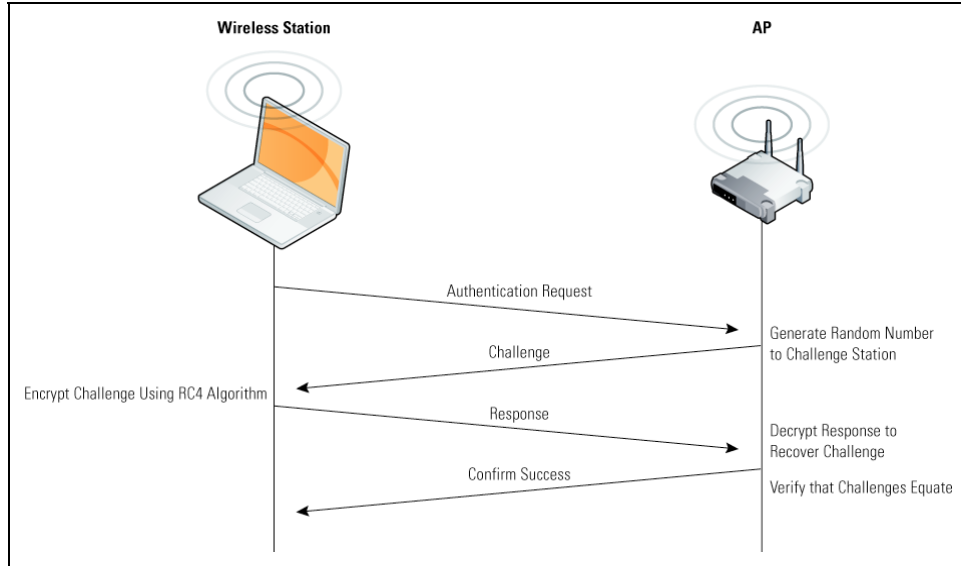 Wireless Station
AP
Authentication Request
Generate Random Number
to Challenge Station
Challenge
Encrypt Challenge Using RC4 Algorithm
Response
Decrypt Response to
Recover Challenge
Confirm Success
Verify that Challenges Equate